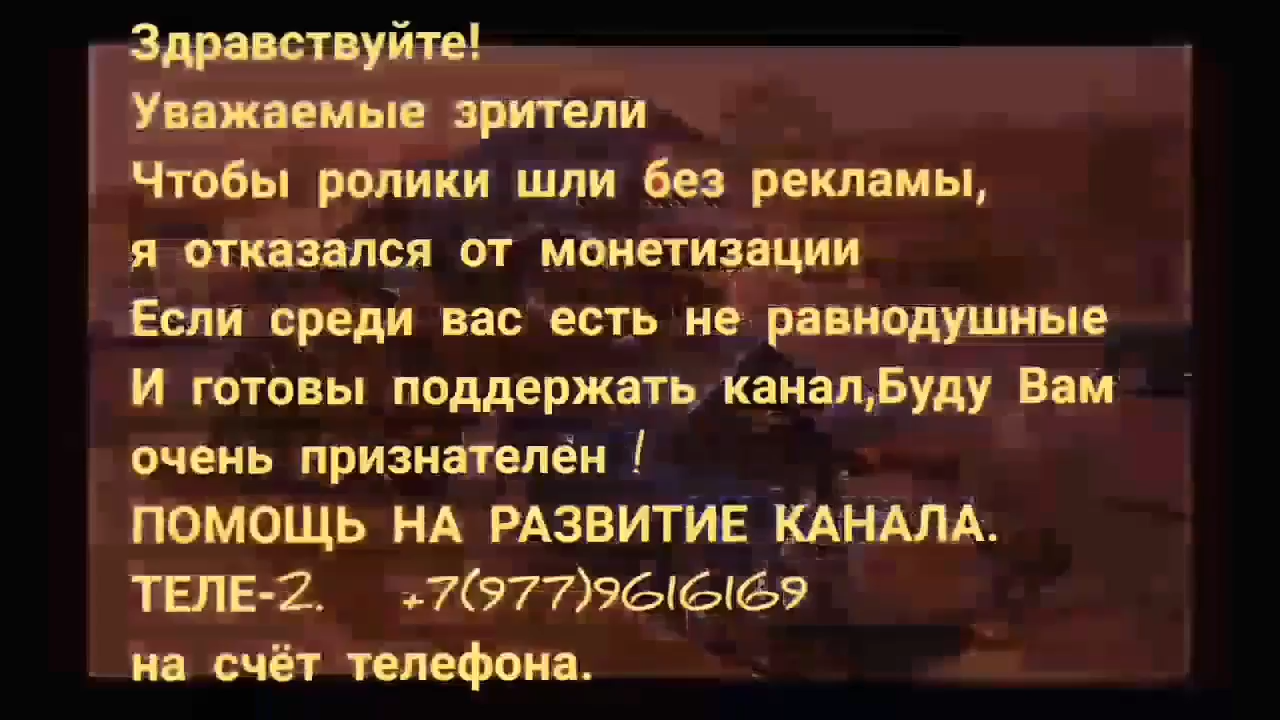 Здравствуйте!
Уважаемые зрители
Чтобы ролики шли без рекламы,
я отказался от монетизации
Если среди вас есть не равнодушные
И готовы поддержать канал,Буду Вам
очень признателен !
ПОМОЩЬ НА РАЗВИТИЕ КАНАЛА.
ТЕЛЕ-2. +7(977)9616169
на счёт телефона.